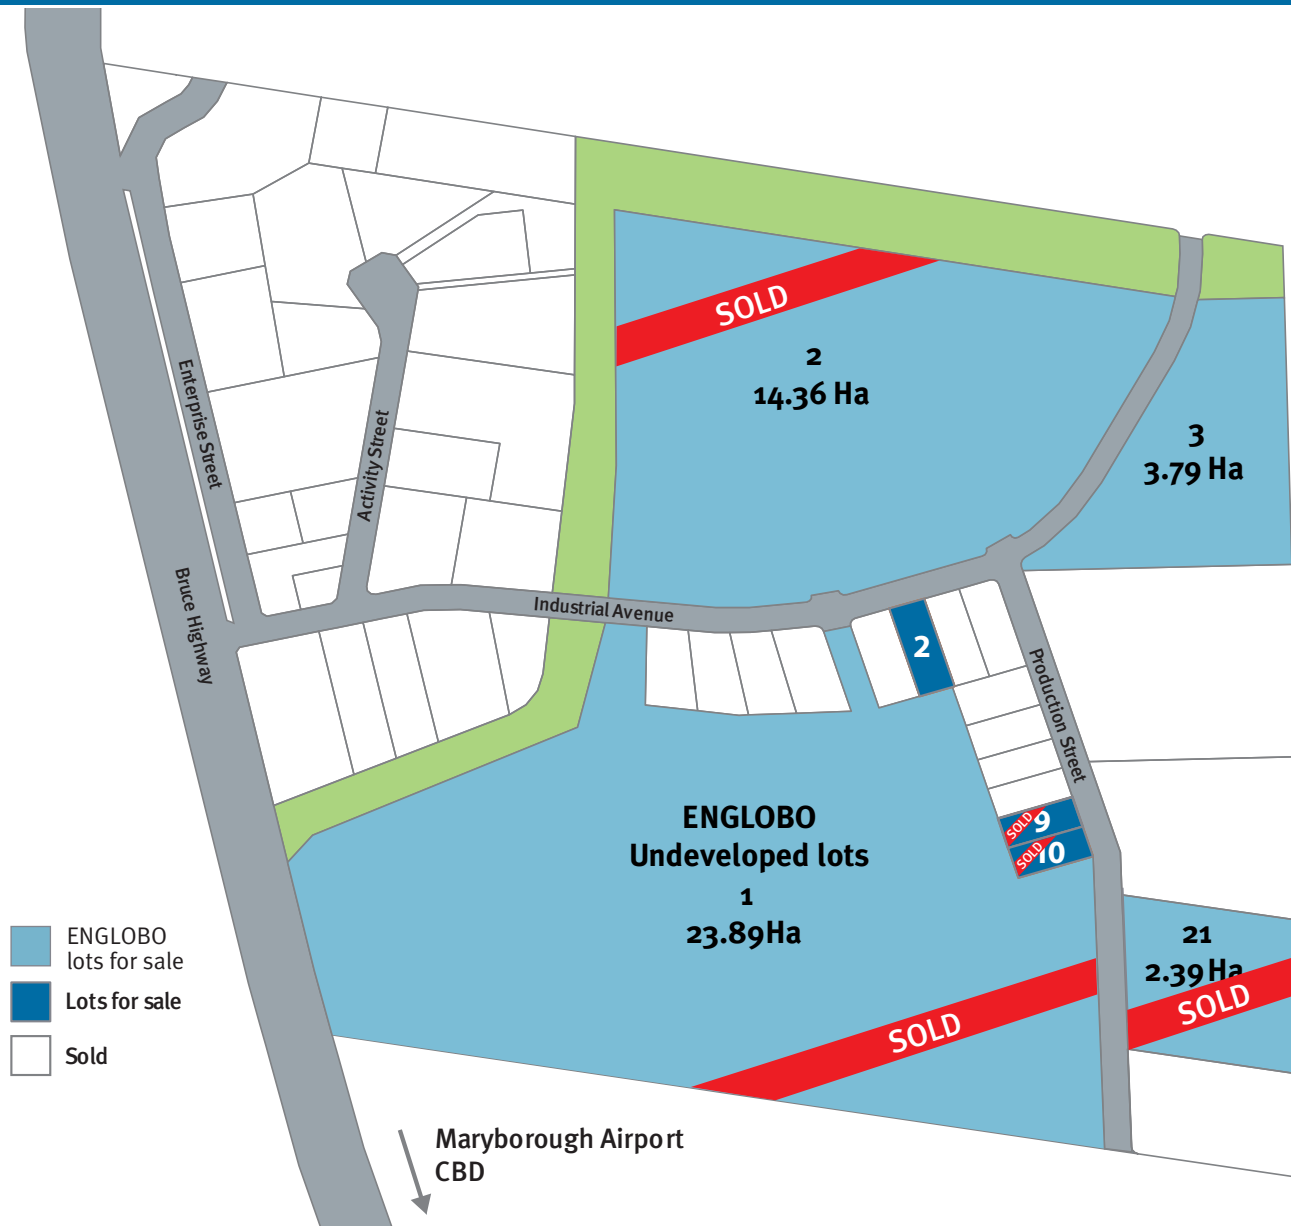 SOLD
2
14.36 Ha
3
3.79 Ha
Enterprise Street
Activity Street
Bruce Highway
Industrial Avenue
2
Production Street
SOLD 9
SOLD 10
ENGLOBO
Undeveloped lots
1
23.89Ha
21
2.39 Ha
SOLD
SOLD
ENGLOBO
lots for sale
Lots for sale
Sold
Maryborough Airport
CBD